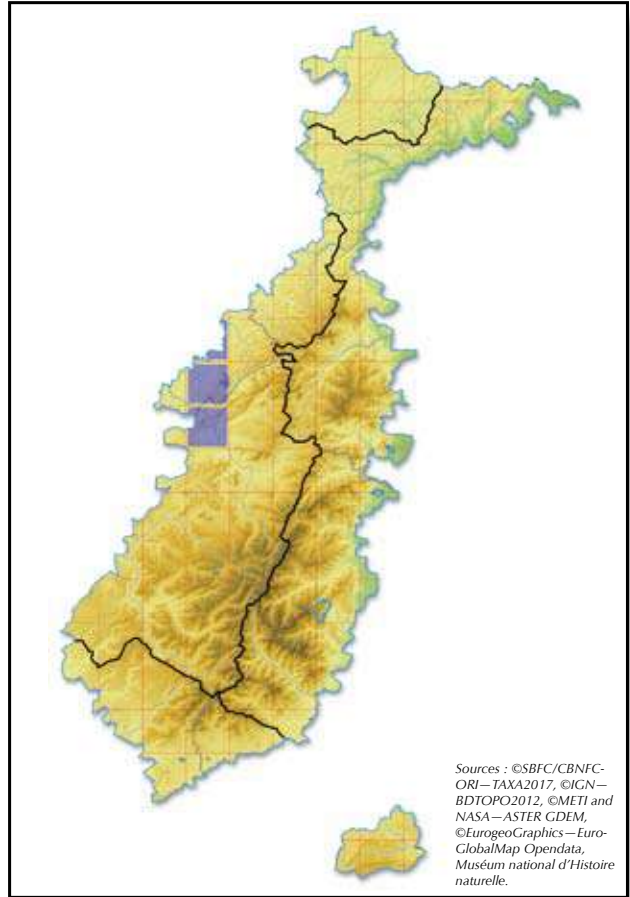 Sources : ©SBFC/CBNFC-
ORI—TAXA2017, ©IGN—
BDTOPO2012, ©METI and
NASA—ASTER GDEM,
©EurogeoGraphics—Euro-
GlobalMap Opendata,
Muséum national d'Histoire
naturelle.